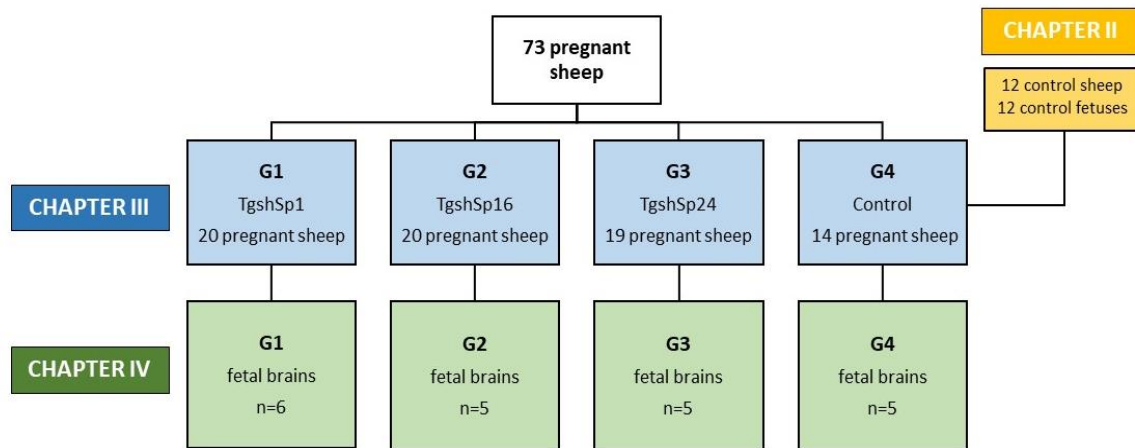 73 pregnant
sheep
CHAPTER II
12 control sheep
12 control fetuses
CHAPTER III
G1
TgshSp1
20 pregnant sheep
G2
TgshSp16
20 pregnant sheep
G3
TgshSp24
19 pregnant sheep
G4
Control
14 pregnant sheep
CHAPTER IV
G1
fetal brains
n=6
G2
fetal brains
n=5
G3
fetal brains
n=5
G4
fetal brains
n=5